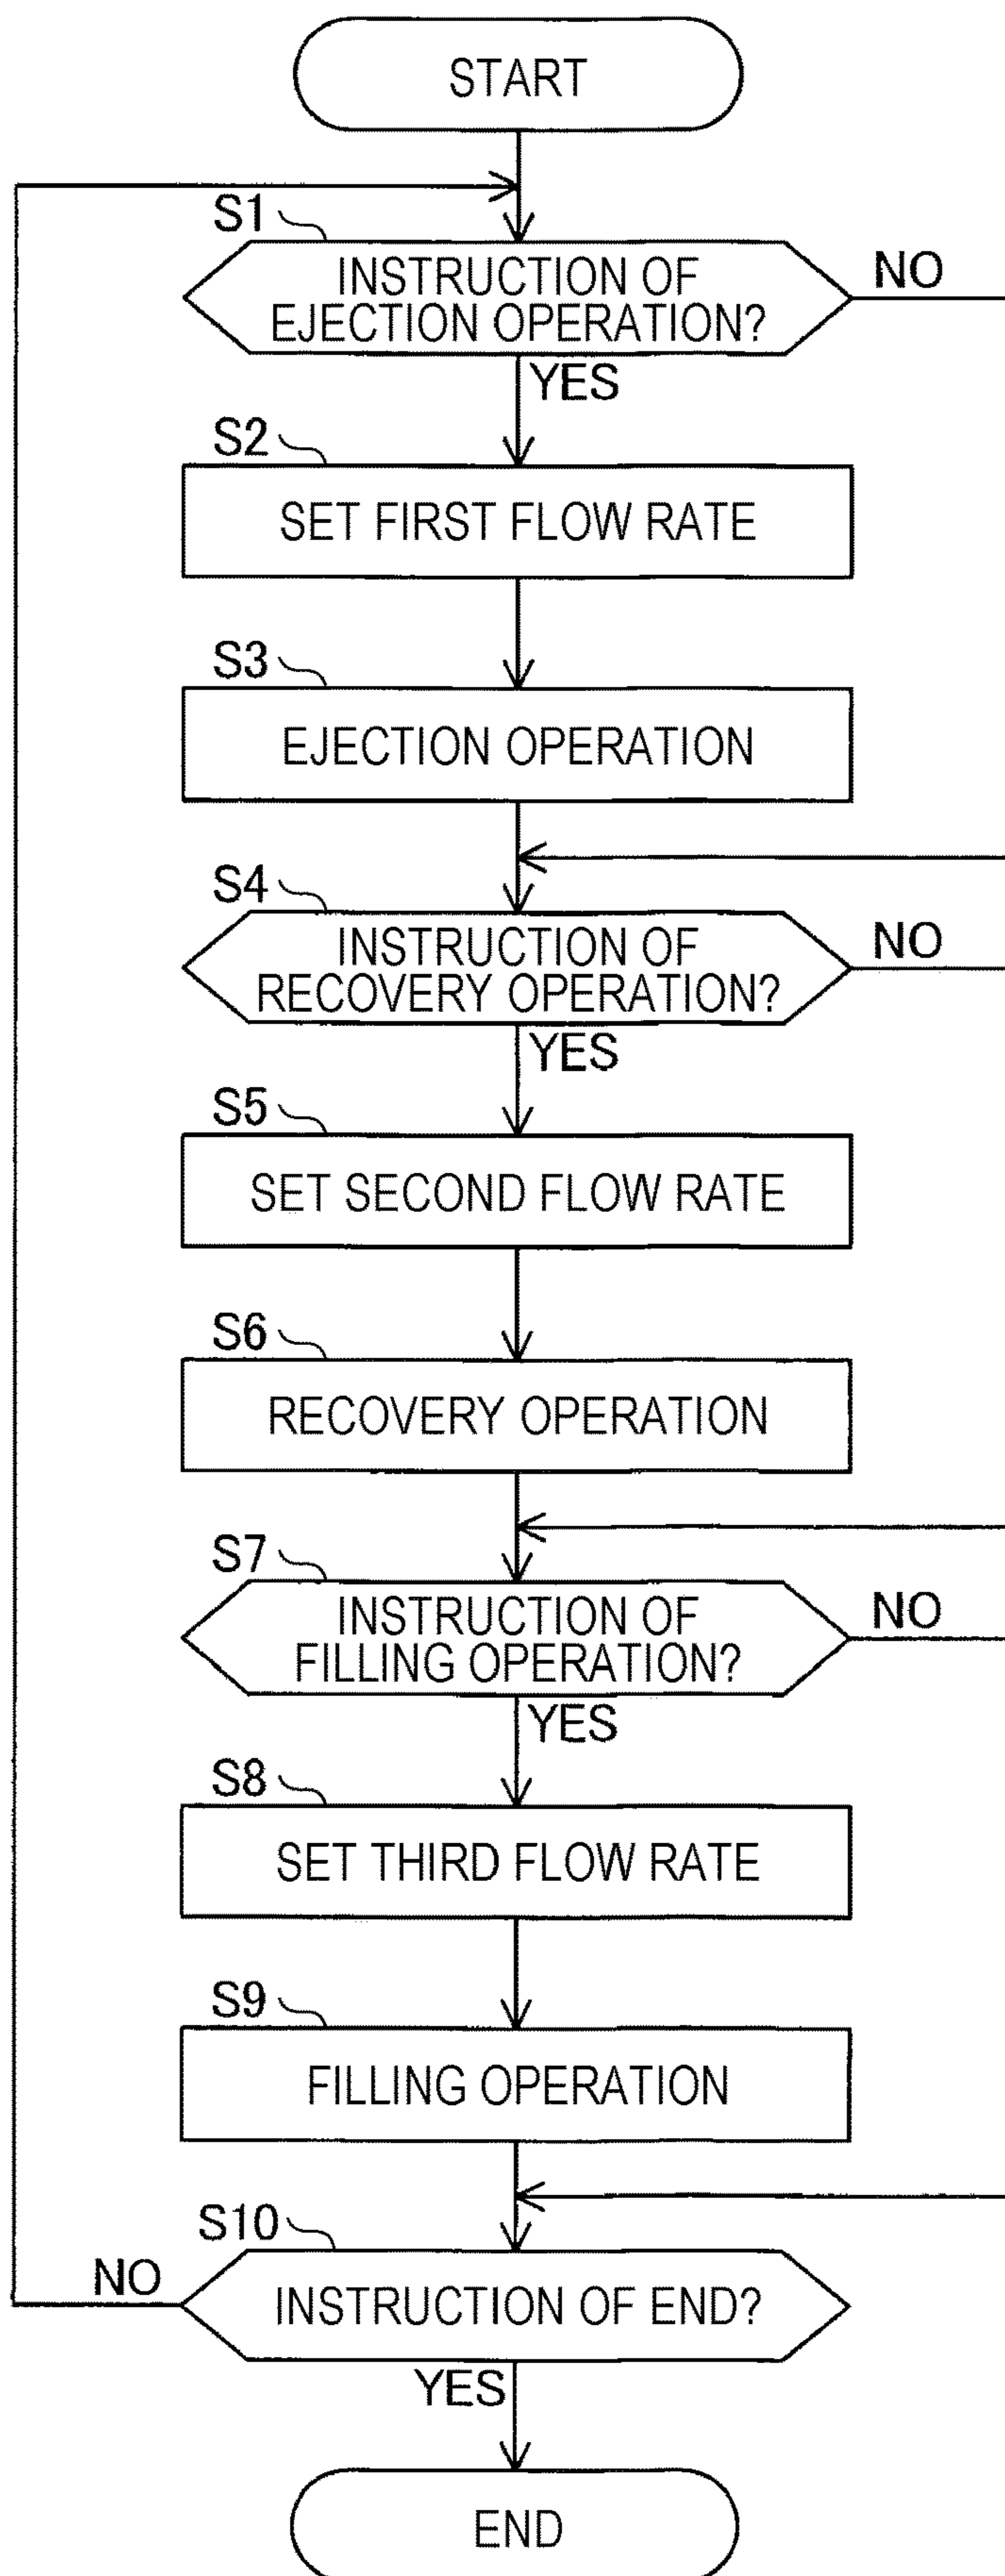 START
S1
INSTRUCTION OF
EJECTION OPERATION?
NO
YES
S2
SET FIRST FLOW RATE
S3
EJECTION OPERATION
S4
INSTRUCTION OF
RECOVERY OPERATION?
NO
YES
S5
SET SECOND FLOW RATE
S6
RECOVERY OPERATION
S7
INSTRUCTION OF
FILLING OPERATION?
NO
YES
S8
SET THIRD FLOW RATE
S9
FILLING OPERATION
S10
NO
INSTRUCTION OF END?
YES
END